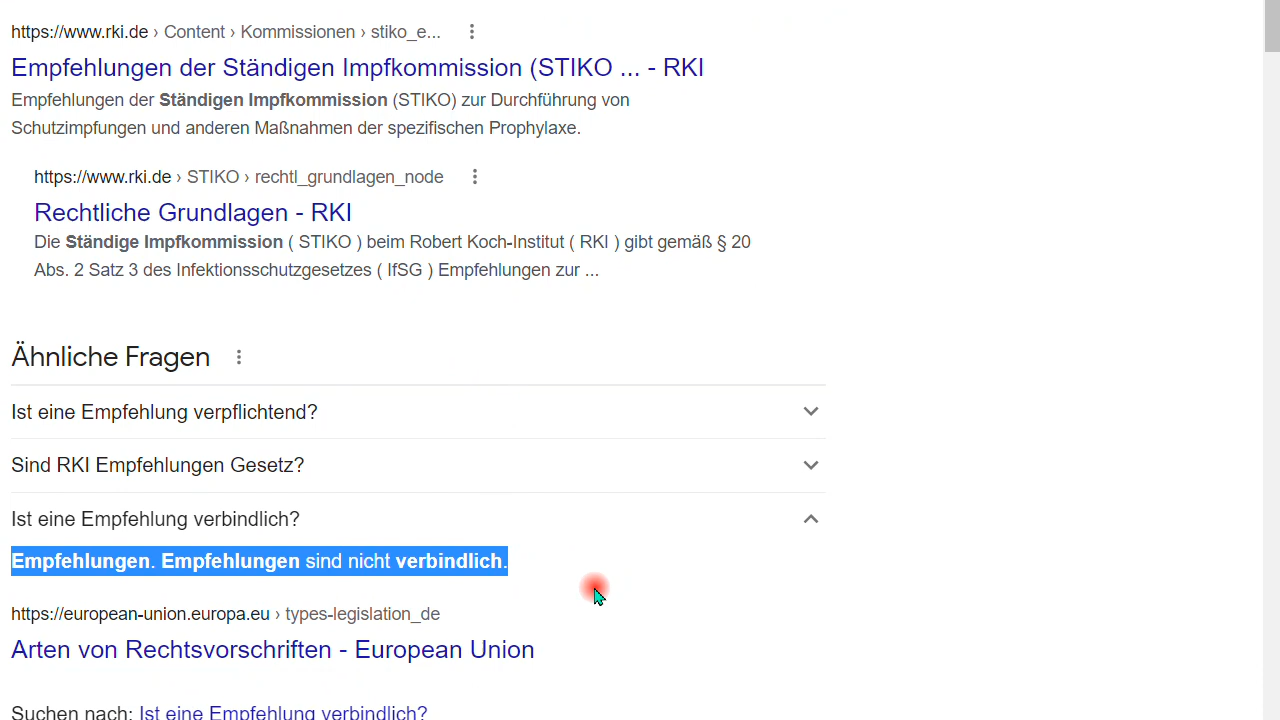 https://www.rki.de › Content › Kommissionen › stiko_e...
Empfehlungen der Ständigen Impfkommission (STIKO ... - RKI
Empfehlungen der Ständigen Impfkommission (STIKO) zur Durchführung von
Schutzimpfungen und anderen Maßnahmen der spezifischen Prophylaxe.
https://www.rki.de › STIKO › rechtl_grundlagen_node
Rechtliche Grundlagen - RKI
Die Ständige Impfkommission ( STIKO ) beim Robert Koch-Institut ( RKI ) gibt gemäß § 20
Abs. 2 Satz 3 des Infektionsschutzgesetzes ( IfSG ) Empfehlungen zur ...
Ähnliche Fragen
Ist eine Empfehlung verpflichtend?
Sind RKI Empfehlungen Gesetz?
Ist eine Empfehlung verbindlich?
Empfehlungen. Empfehlungen sind nicht verbindlich.
https://european-union.europa.eu › types-legislation_de
Arten von Rechtsvorschriften - European Union
Suchen nach: Ist eine Empfehlung verbindlich?